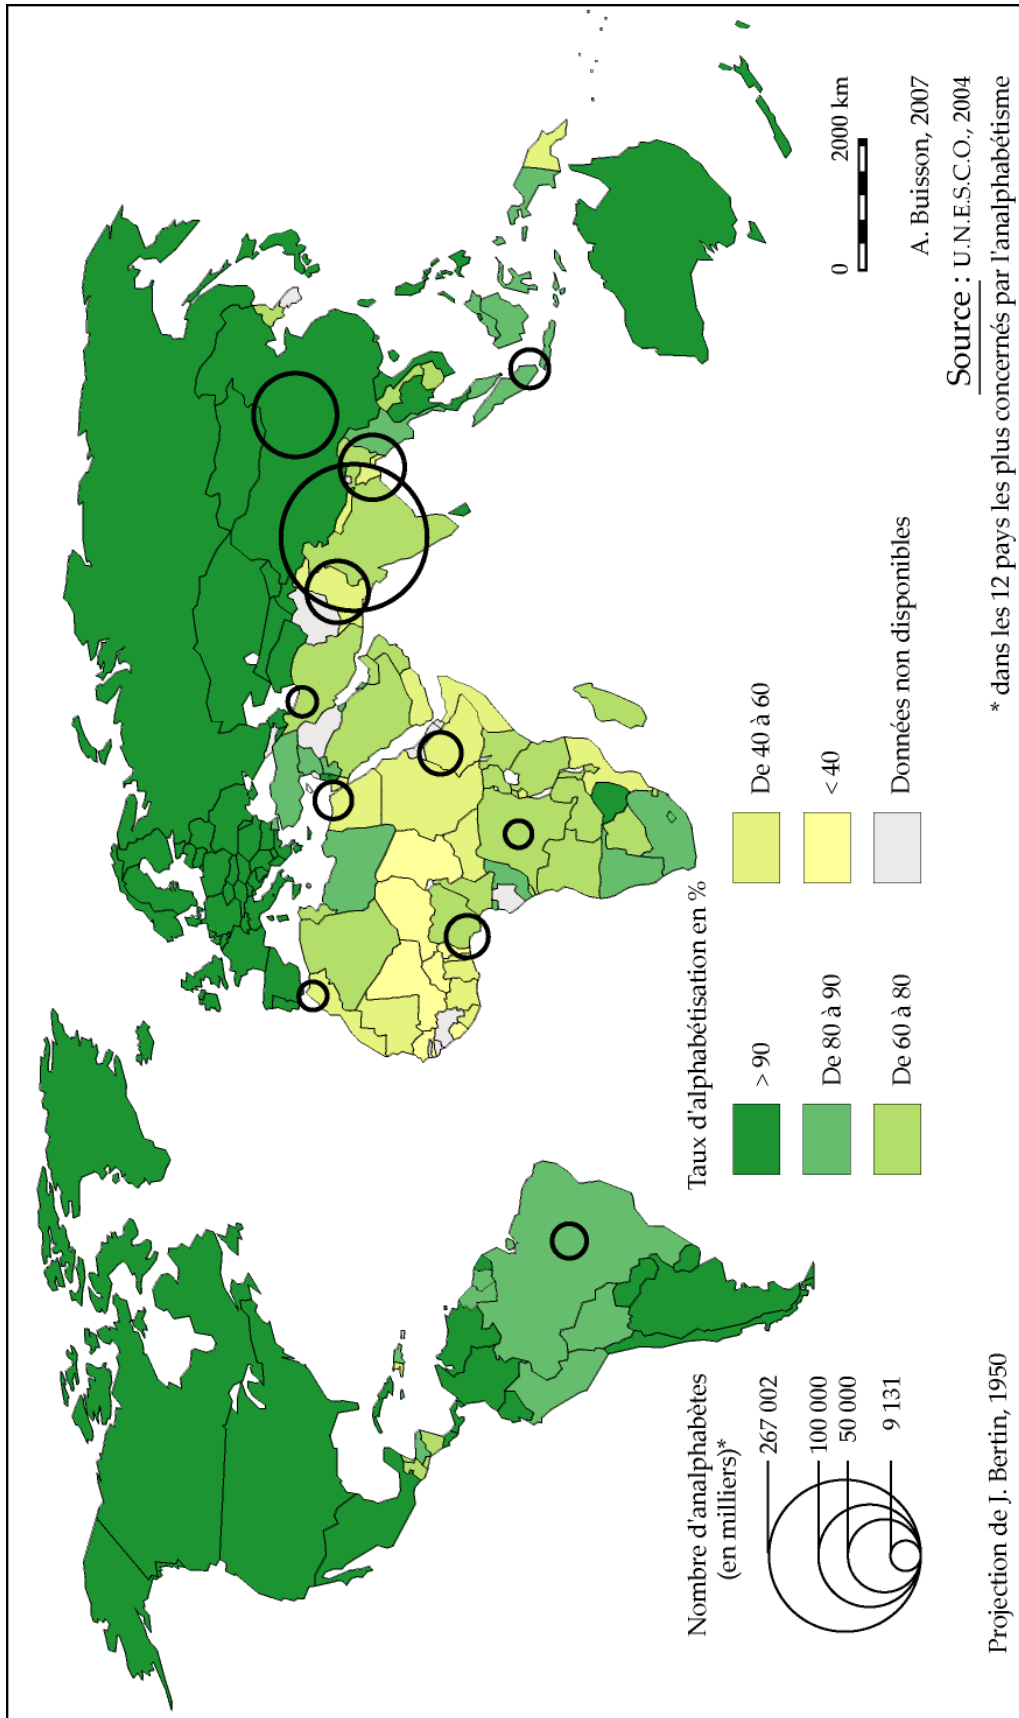 Nombre d'analphabètes
(en milliers)*
267 002
100 000
50 000
9 131
Projection de J. Bertin, 1950
Taux d'alphabétisation en %
> 90
De 80 à 90
De 60 à 80
De 40 à 60
< 40
Données non disponibles
0 2000 km
A. Buisson, 2007
Source : U.N.E.S.C.O., 2004
* dans les 12 pays les plus concernés par l'analphabétisme